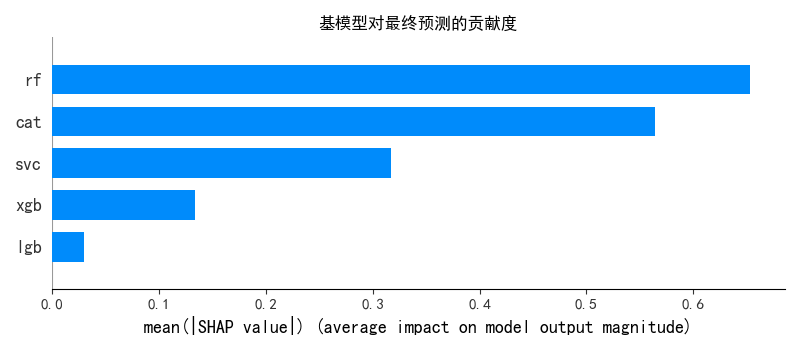 基模型对最终预测的贡献度
rf
cat
svc
xgb
lgb
0.0 0.1 0.2 0.3 0.4 0.5 0.6
mean(|SHAP value|) (average impact on model output magnitude)